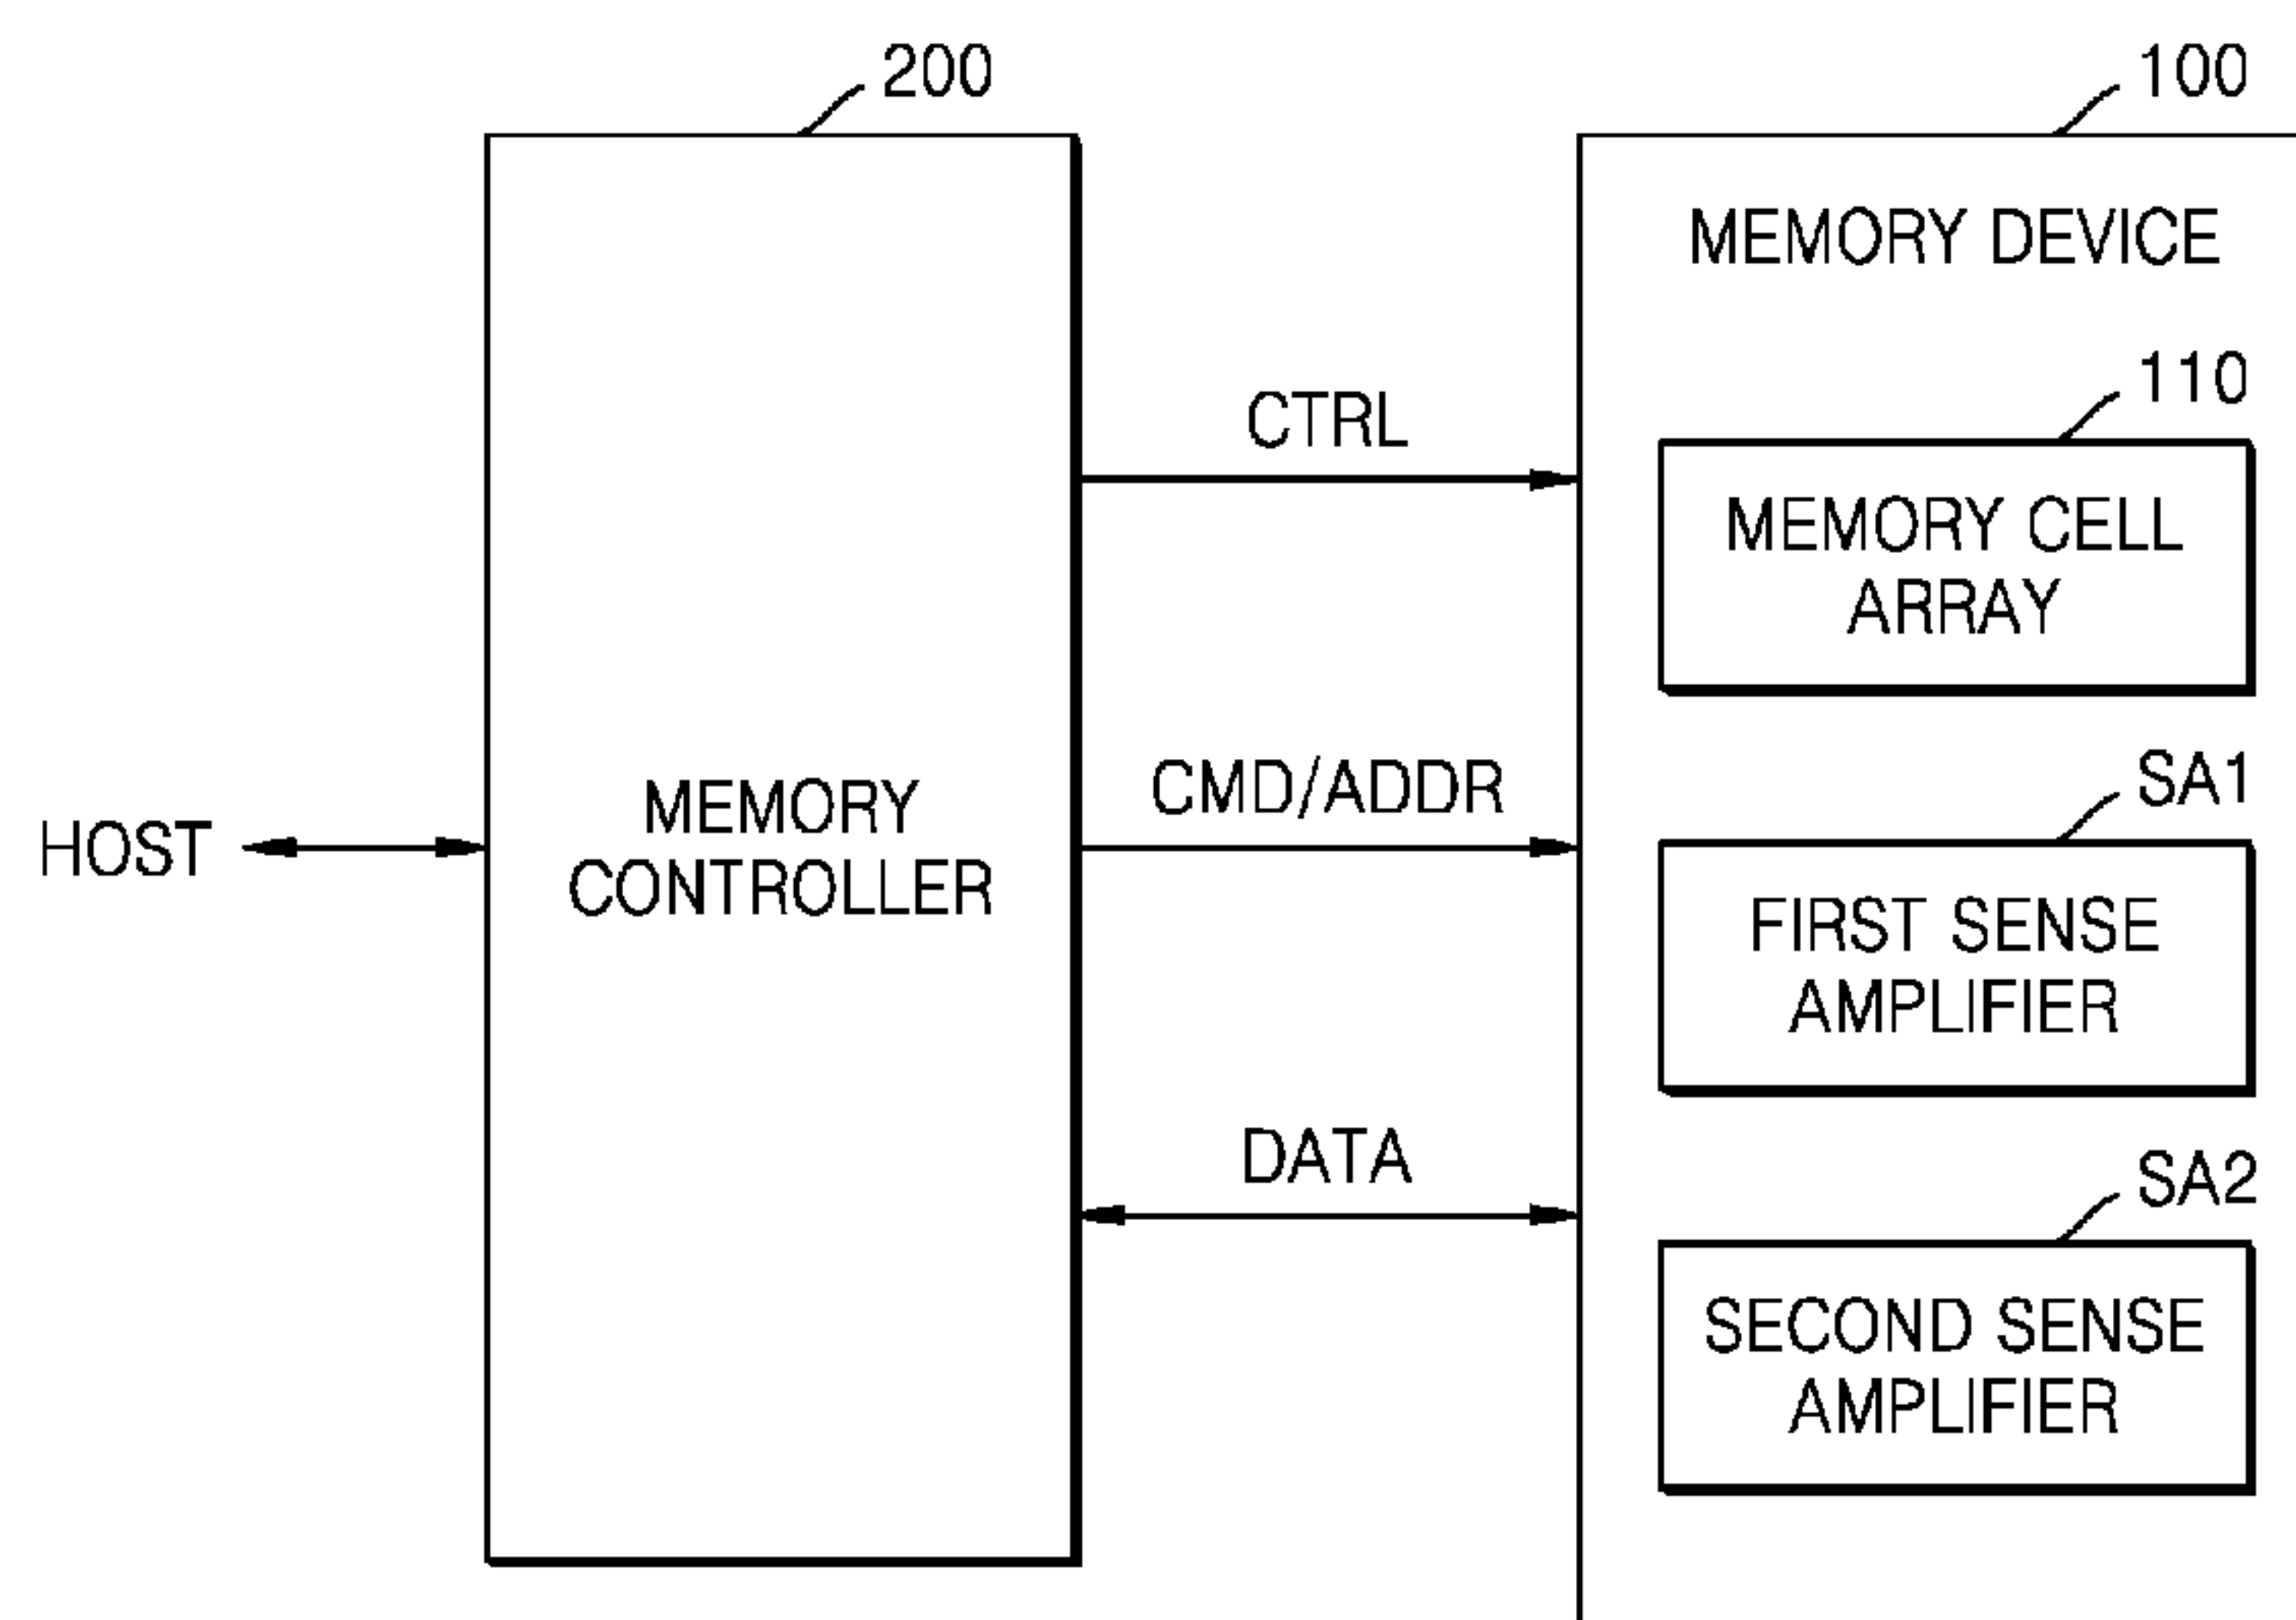 200
100
MEMORY DEVICE
110
CTRL
MEMORY CELL
ARRAY
SA1
CMD/ADDR
HOST
MEMORY
CONTROLLER
FIRST SENSE
AMPLIFIER
DATA
SA2
SECOND SENSE
AMPLIFIER